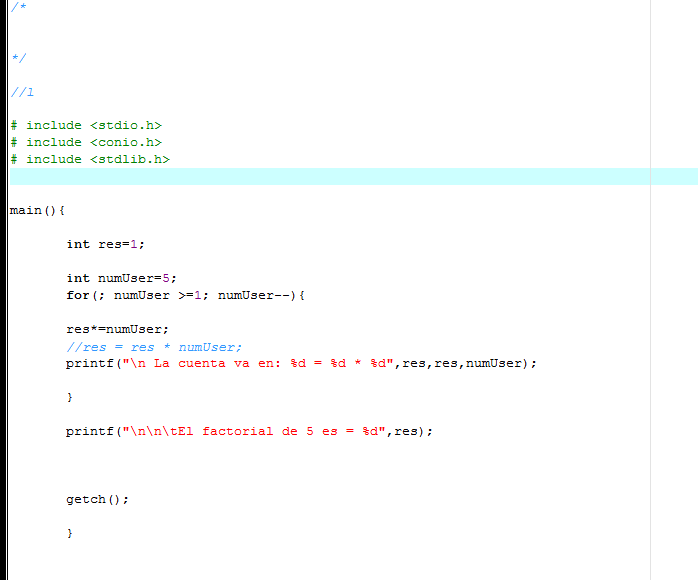 /*
*/
//1
# include <stdio.h>
# include <conio.h>
# include <stdlib.h>
main(){
int res=1;
int numUser=5;
for(; numUser >=1; numUser--){
res*=numUser;
//res = res * numUser;
printf("\n La cuenta va en: %d = %d * %d",res,res,numUser);
}
printf("\n\n\tEl factorial de 5 es = %d",res);
getch();
}